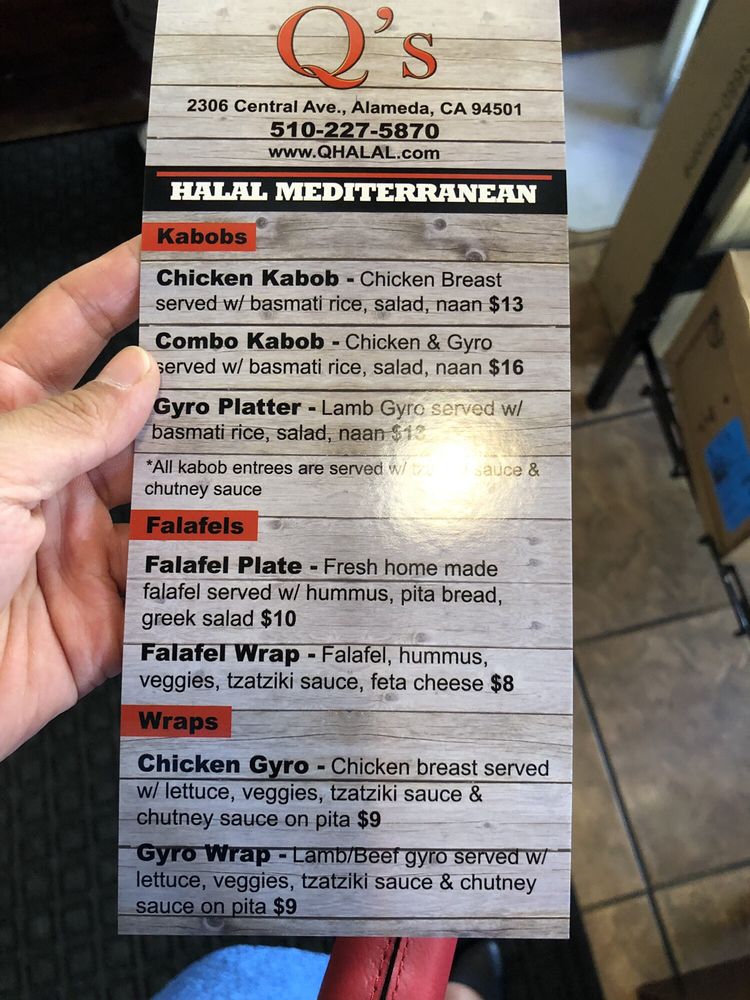 Q's
2306 Central Ave., Alameda, CA 94501
510-227-5870
www.QHALAL.com
HALAL MEDITERRANEAN
Kabobs
Chicken Kabob - Chicken Breast
served w/ basmati rice, salad, naan $13
Combo Kabob - Chicken & Gyro
served w/ basmati rice, salad, naan $16
Gyro Platter - Lamb Gyro served w/
basmati rice, salad, naan $13
*All kabob entrees are served w/ sauce &
chutney sauce
Falafels
Falafel Plate - Fresh home made
falafel served w/ hummus, pita bread,
greek salad $10
Falafel Wrap - Falafel, hummus,
veggies, tzatziki sauce, feta cheese $8
Wraps
Chicken Gyro - Chicken breast served
w/ lettuce, veggies, tzatziki sauce &
chutney sauce on pita $9
Gyro Wrap - Lamb/Beef gyro served w/
lettuce, veggies, tzatziki sauce & chutney
sauce on pita $9